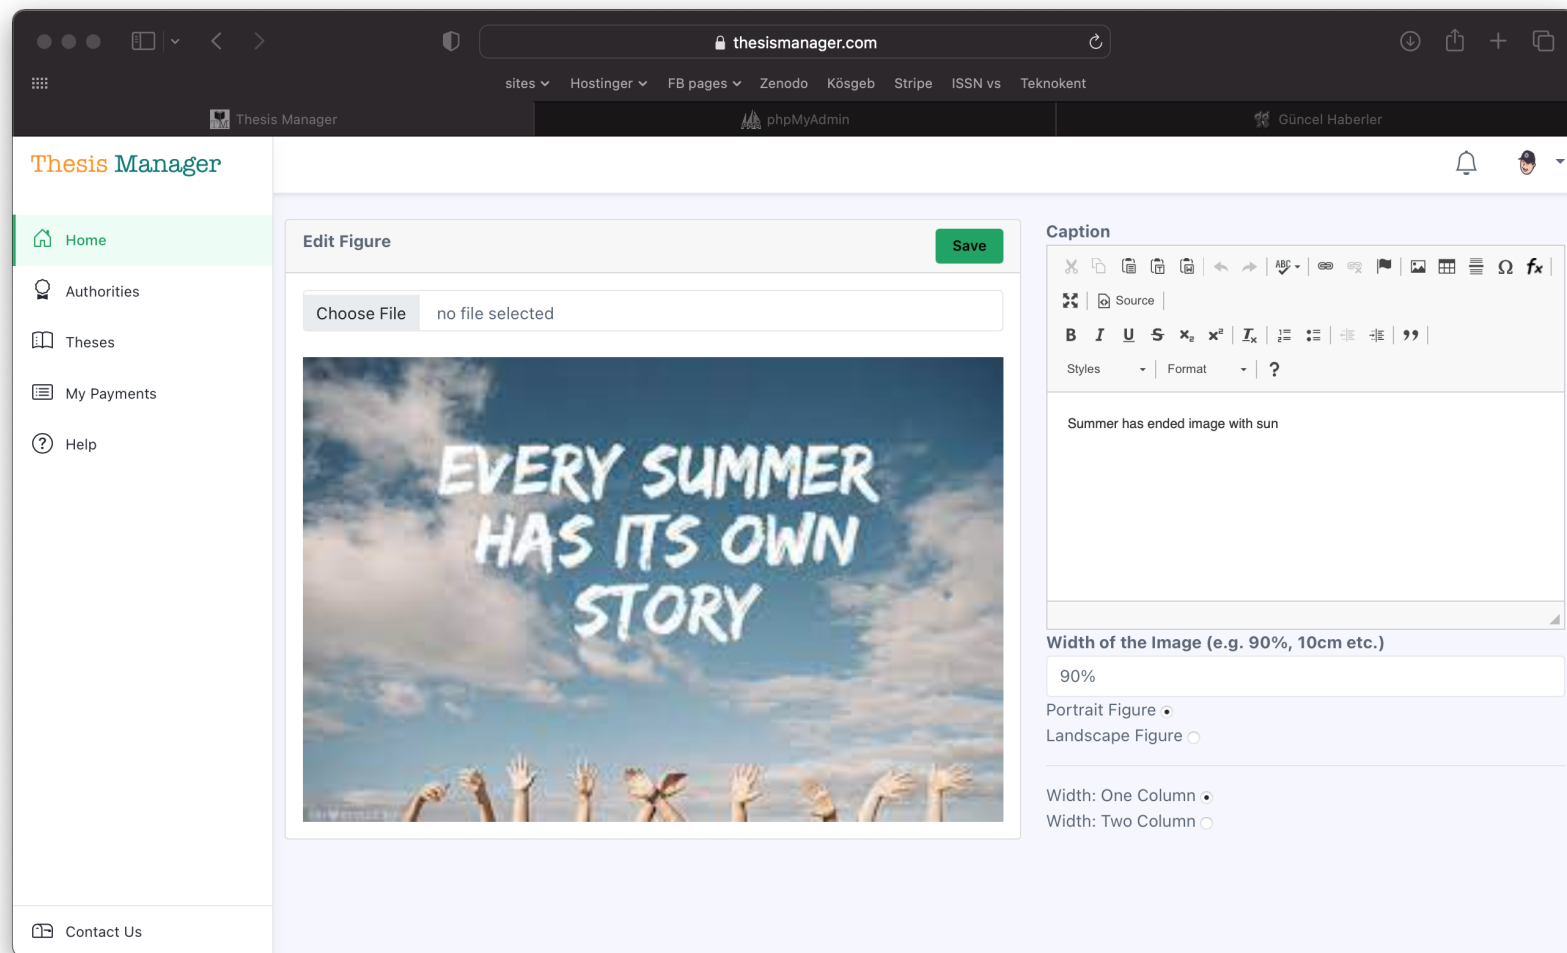 thesismanager.com
sites
Hostinger
FB pages
Zenodo
Kösgeb
Stripe
ISSN vs
Teknokent
Thesis Manager
phpMyAdmin
Güncel Haberler
Thesis Manager
Home
Authorities
Theses
My Payments
Help
Contact Us
Edit Figure
Save
Choose File
no file selected
EVERY SUMMER
HAS ITS OWN
STORY
Caption
Source
Styles
Format
Summer has ended image with sun
Width of the Image (e.g. 90%, 10cm etc.)
90%
Portrait Figure
Landscape Figure
Width: One Column
Width: Two Column